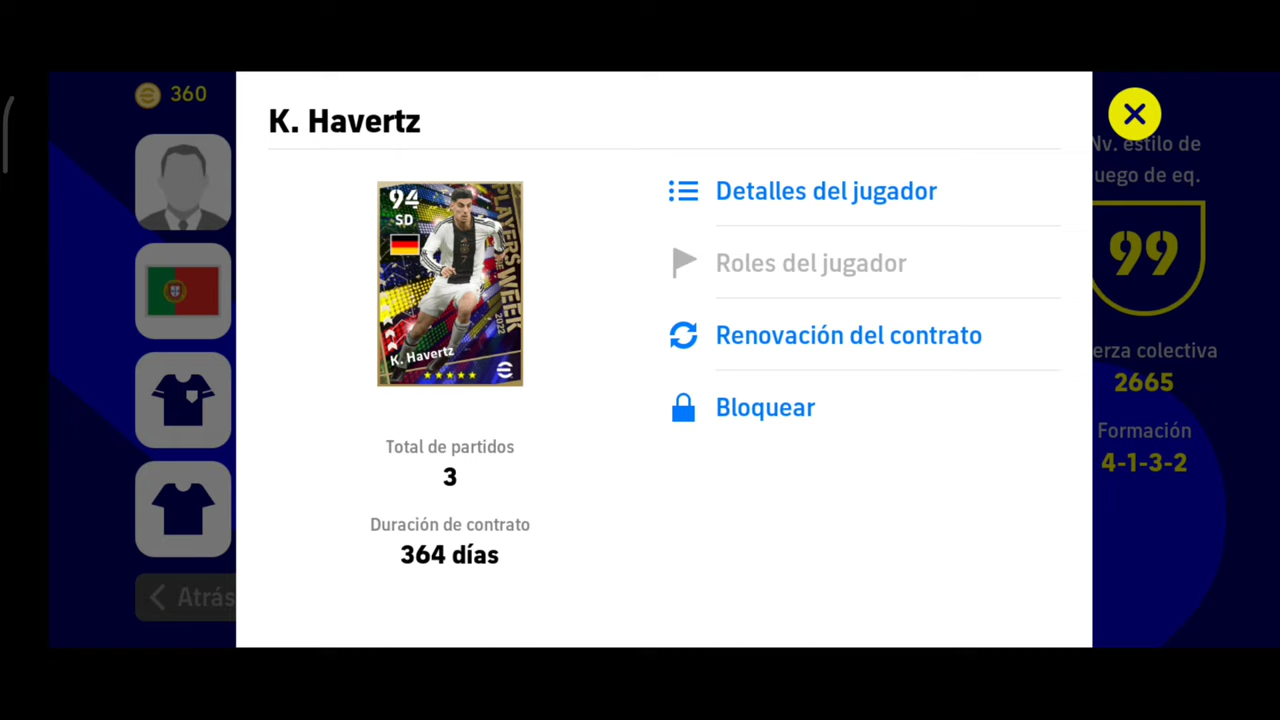 360
K. Havertz
94
SD
PLAYERS OF THE WEEK
2022
K. Havertz
Total de partidos
3
Duración de contrato
364 días
Detalles del jugador
Roles del jugador
Renovación del contrato
Bloquear
Nv. estilo de
uego de eq.
99
erza colectiva
2665
Formación
4-1-3-2
Atrás